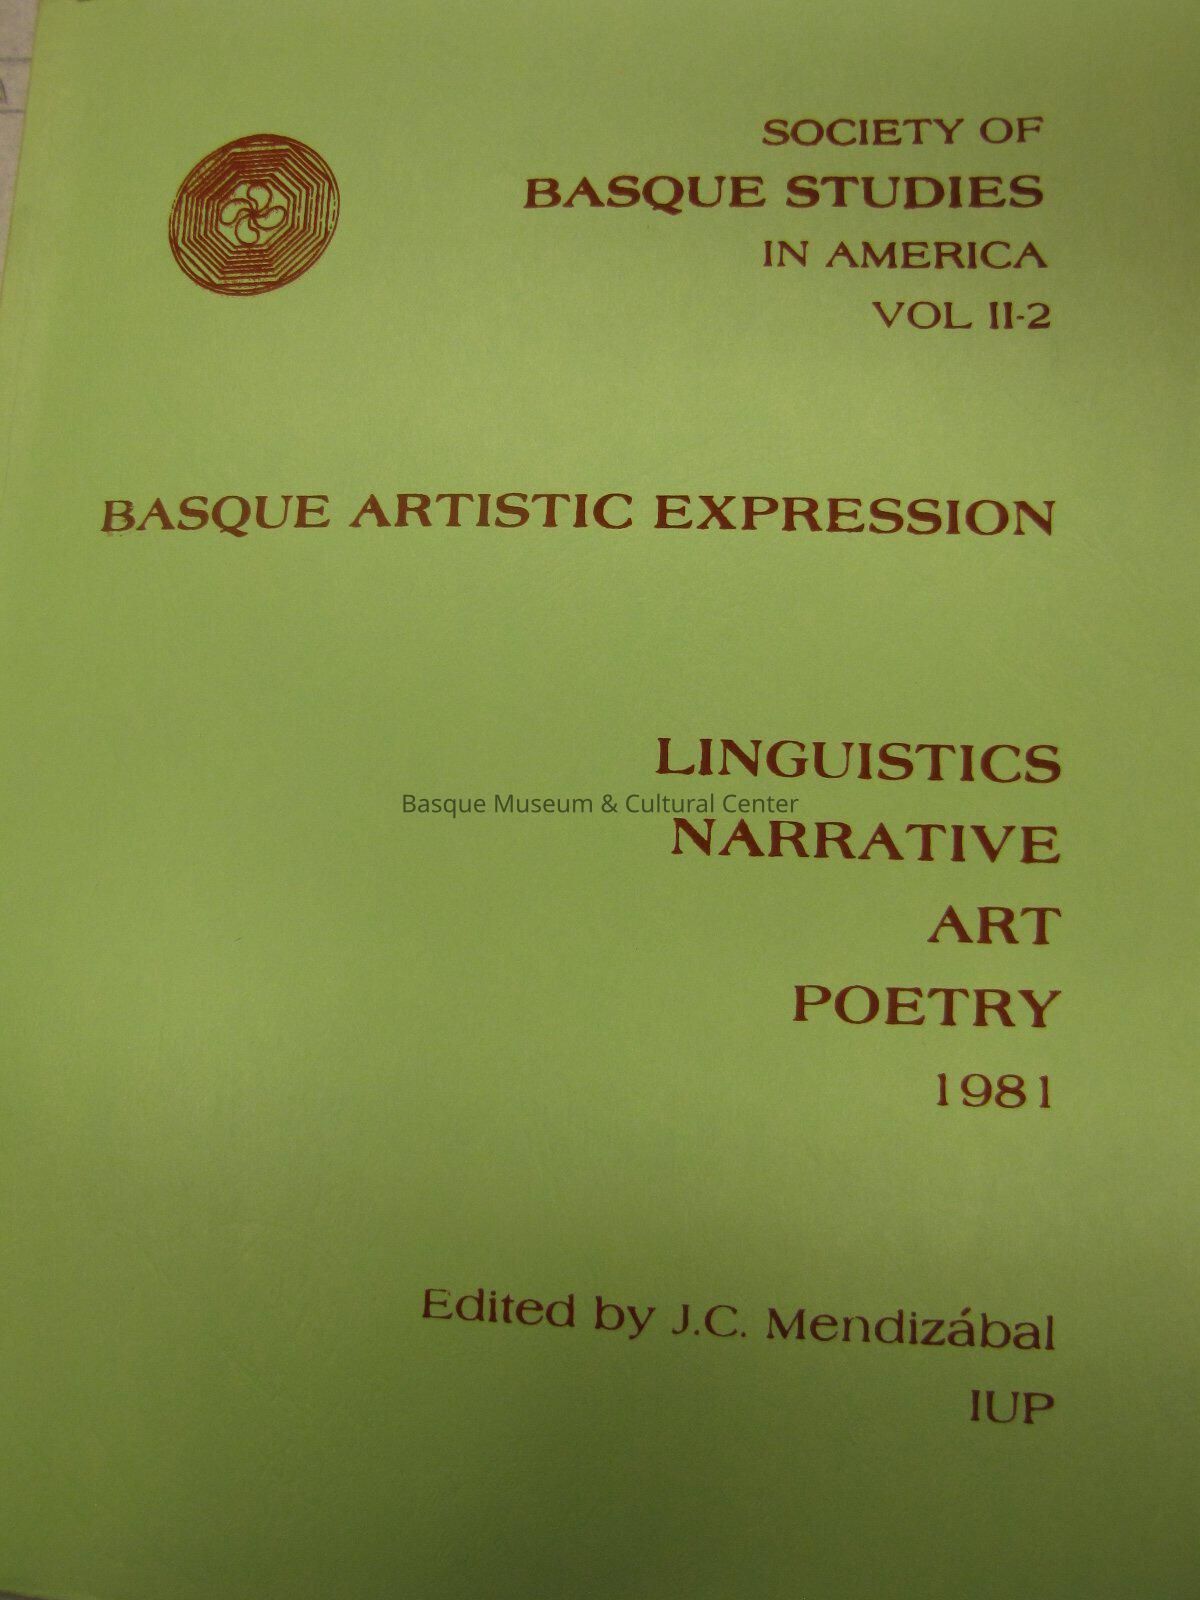 SOCIETY OF
BASQUE STUDIES
IN AMERICA
VOL II-2
BASQUE ARTISTIC EXPRESSION
LINGUISTICS
Basque Museum & Cultural Center
NARRATIVE
ART
POETRY
1981
Edited by J.C. Mendizábal
IUP